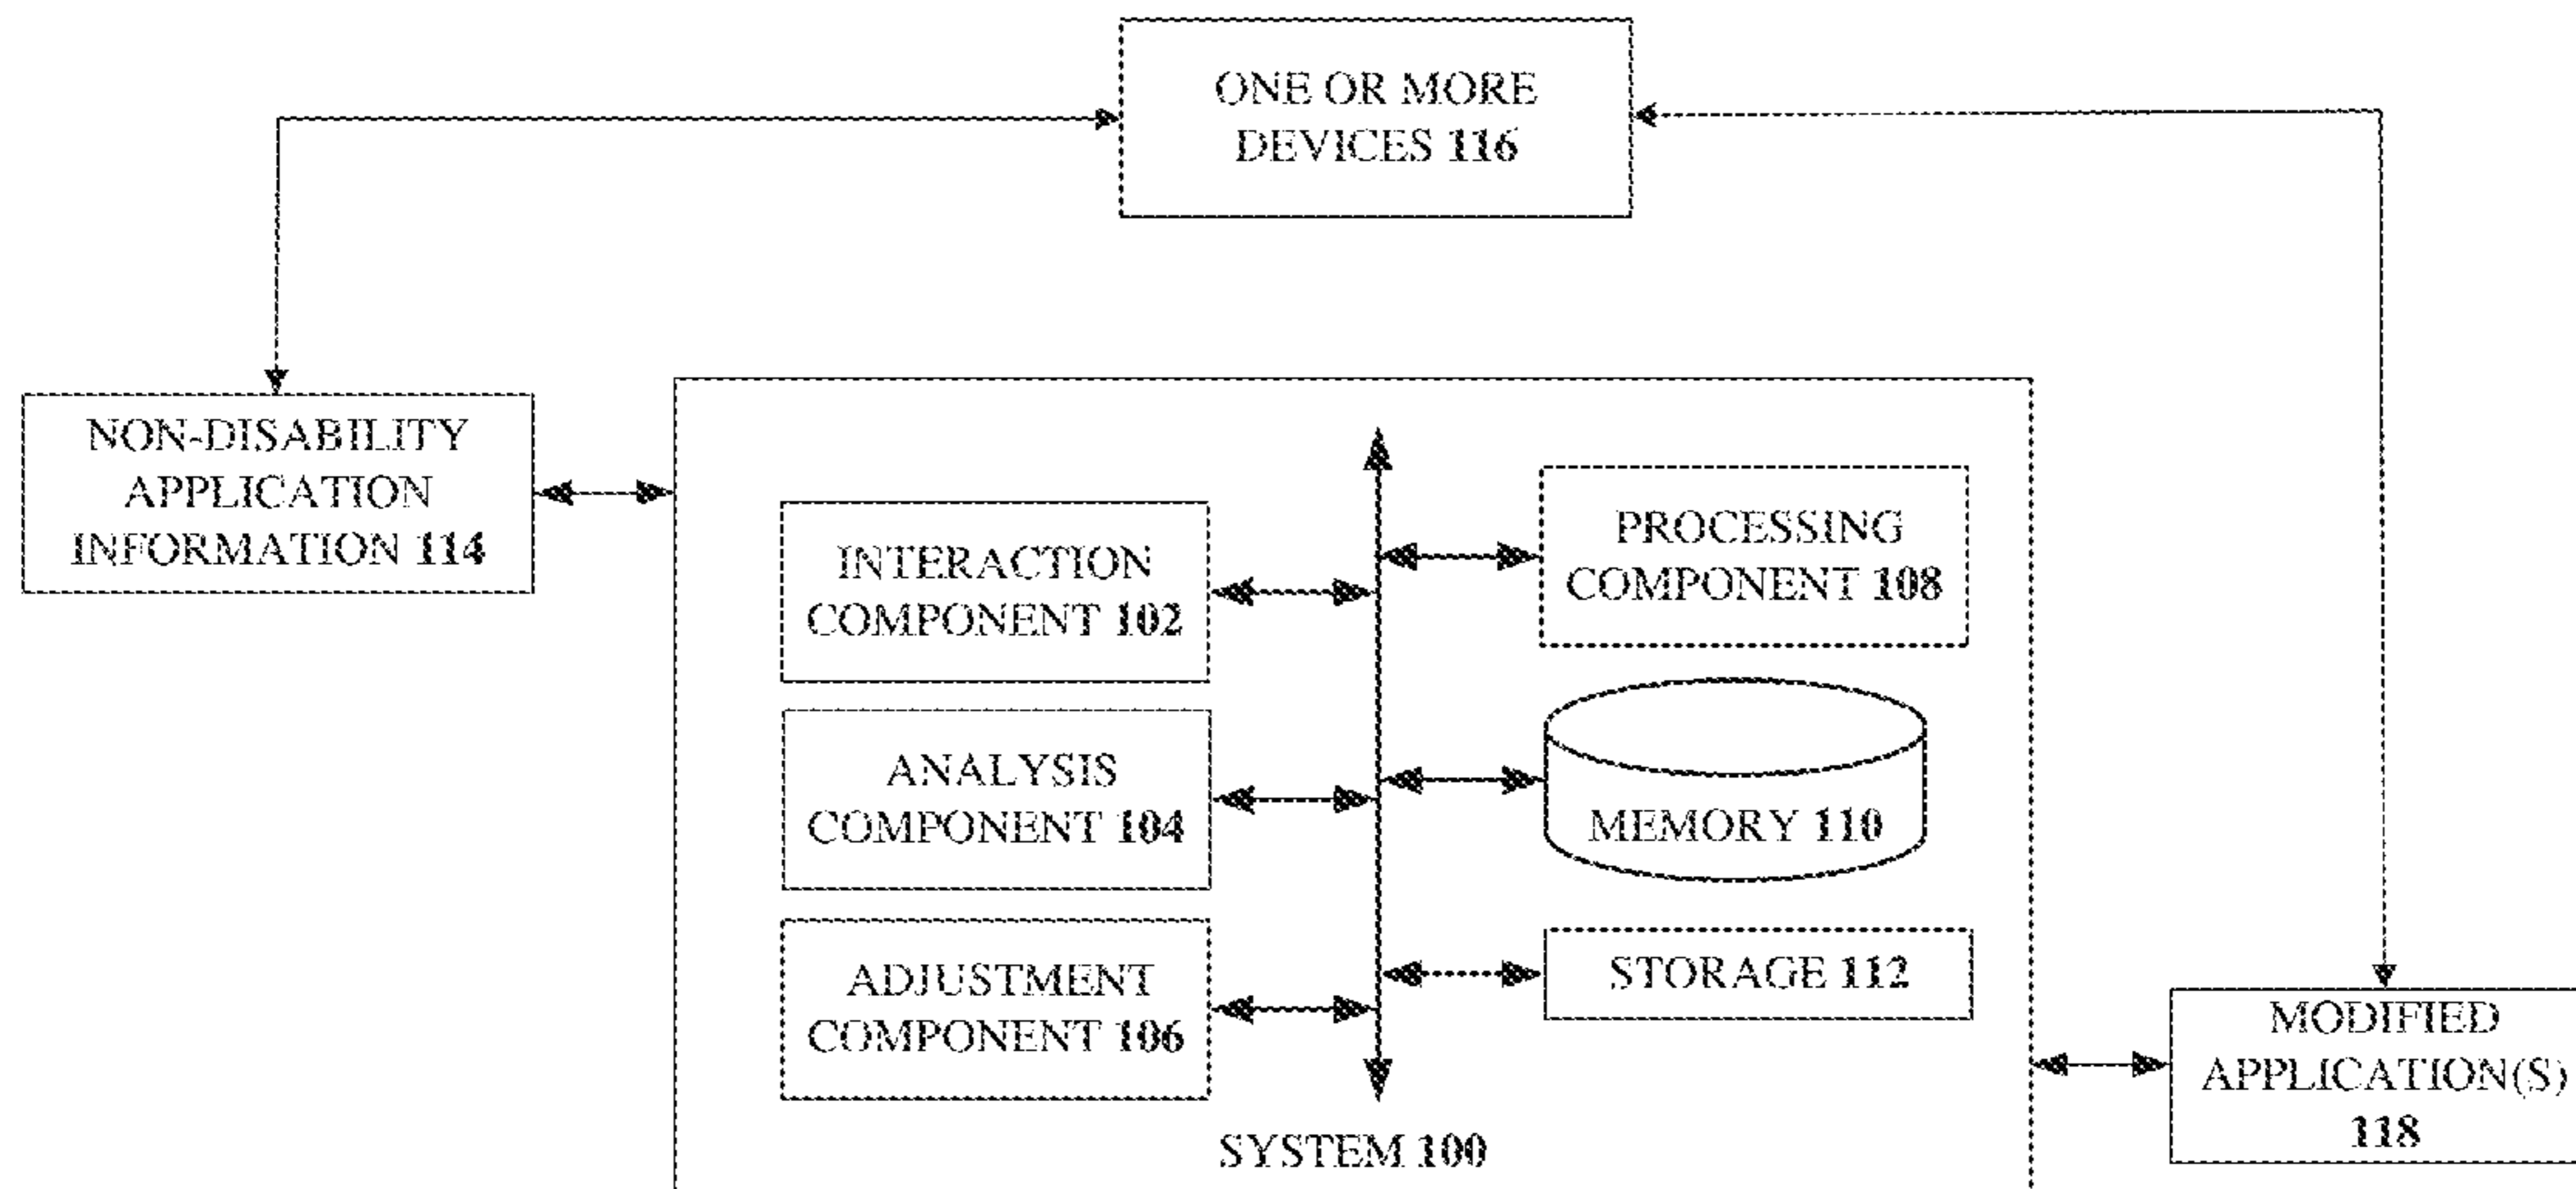 ONE OR MORE
DEVICES 116
NON-DISABILITY
APPLICATION
INFORMATION 114
INTERACTION
COMPONENT 102
PROCESSING
COMPONENT 108
ANALYSIS
COMPONENT 104
MEMORY 110
ADJUSTMENT
COMPONENT 106
STORAGE 112
SYSTEM 100
MODIFIED
APPLICATION(S)
118